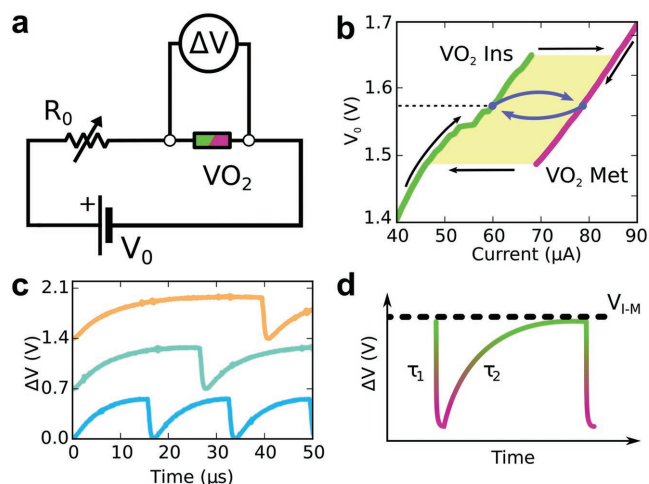 a
ΔV
R₀
VO₂
+
V₀
b
1.7
1.6
1.5
1.4
V₀ (V)
VO₂ Ins
VO₂ Met
40 50 60 70 80 90
Current (μA)
c
2.1
1.4
0.7
0.0
ΔV (V)
0 10 20 30 40 50
Time (μs)
d
V_I-M
ΔV (V)
τ₁
τ₂
Time